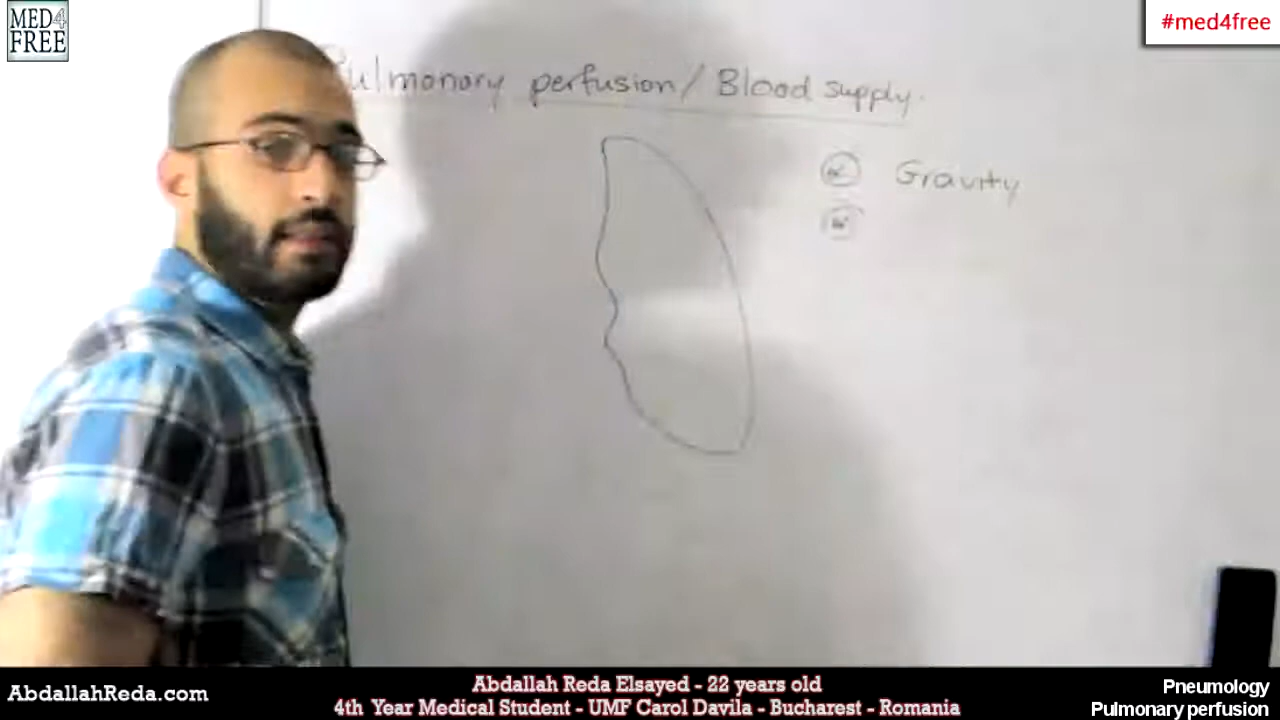 MED4
FREE
#med4free
Pulmonary perfusion / Blood supply.
Gravity
AbdallahReda.com
Abdallah Reda Elsayed - 22 years old
4th Year Medical Student - UMF Carol Davila - Bucharest - Romania
Pneumology
Pulmonary perfusion